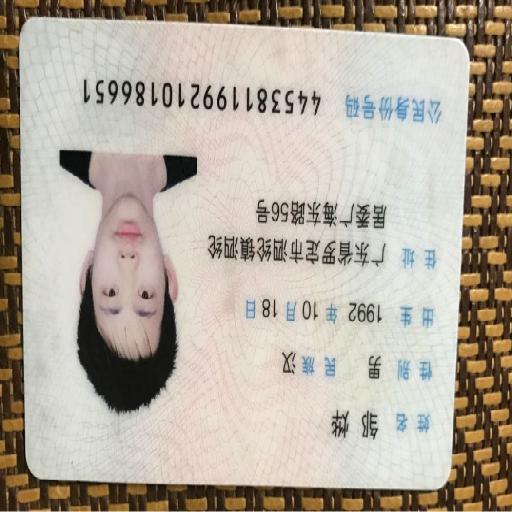 姓名 邹烨
性别 男 民族 汉
出生 1992 年 10 月 18 日
住址 广东省罗定市泗纶镇泗纶
居委广海东路56号
公民身份号码 445381199210186651